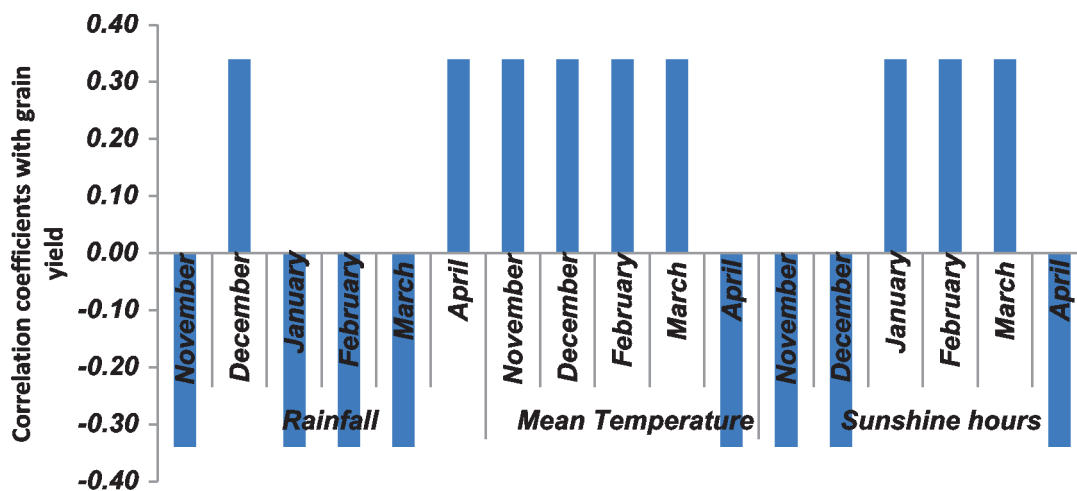 Correlation coefficients with grain
yield
0.40
0.30
0.20
0.10
0.00
-0.10
-0.20
-0.30
-0.40
November
December
January
February
March
April
November
December
February
March
April
November
December
January
February
March
April
Rainfall
Mean Temperature
Sunshine hours